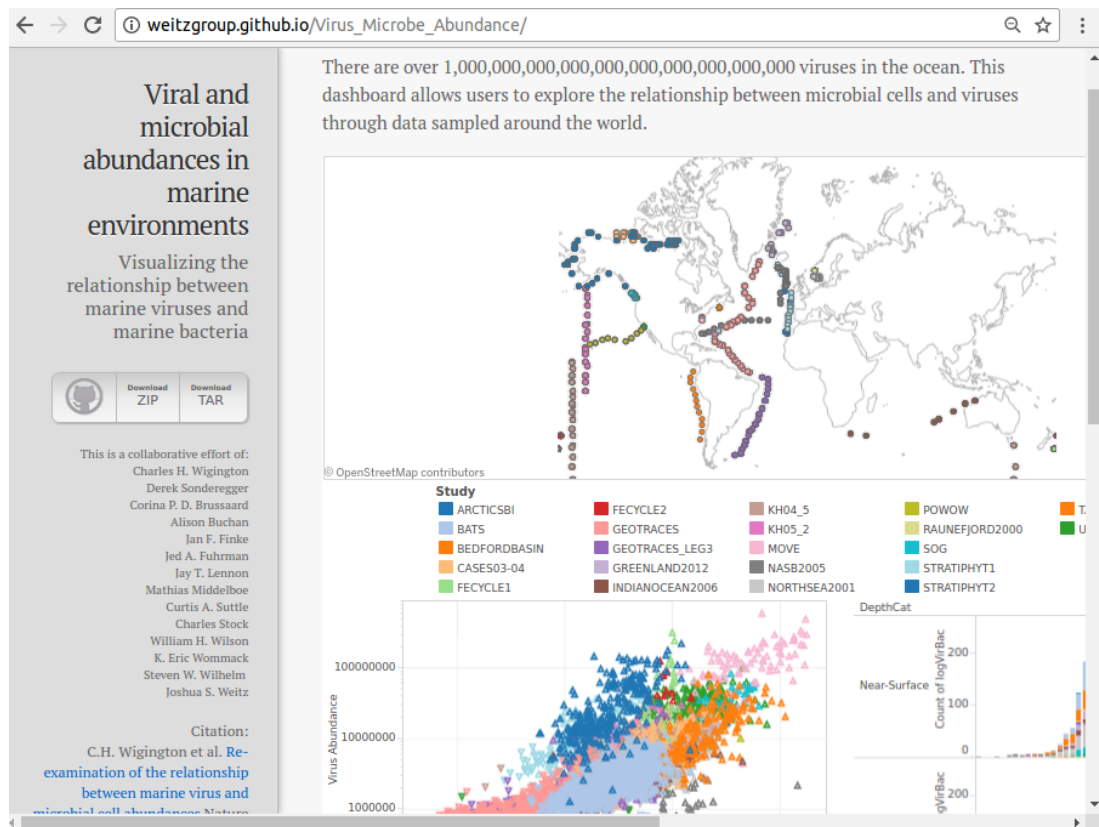 weitzgroup.github.io/Virus_Microbe_Abundance/
Viral and
microbial
abundances in
marine
environments
Visualizing the
relationship between
marine viruses and
marine bacteria
Download
ZIP
Download
TAR
This is a collaborative effort of:
Charles H. Wigington
Derek Sonderegger
Corina P. D. Brussaard
Alison Buchan
Jan F. Finke
Jed A. Fuhrman
Jay T. Lennon
Mathias Middelboe
Curtis A. Suttle
Charles Stock
William H. Wilson
K. Eric Wommack
Steven W. Wilhelm
Joshua S. Weitz
Citation:
C.H. Wigington et al. Re-
examination of the relationship
between marine virus and
microbial cell abundances Nature
There are over 1,000,000,000,000,000,000,000,000,000,000 viruses in the ocean. This
dashboard allows users to explore the relationship between microbial cells and viruses
through data sampled around the world.
© OpenStreetMap contributors
Study
ARCTICSBI
BATS
BEDFORDBASIN
CASES03-04
FECYCLE1
FECYCLE2
GEOTRACES
GEOTRACES_LEG3
GREENLAND2012
INDIANOCEAN2006
KH04_5
KH05_2
MOVE
NASB2005
NORTHSEA2001
POWOW
RAUNEFJORD2000
SOG
STRATIPHYT1
STRATIPHYT2
Virus Abundance
100000000
10000000
1000000
DepthCat
Near-Surface
Count of logVirBac
200
100
0
gVirBac
200